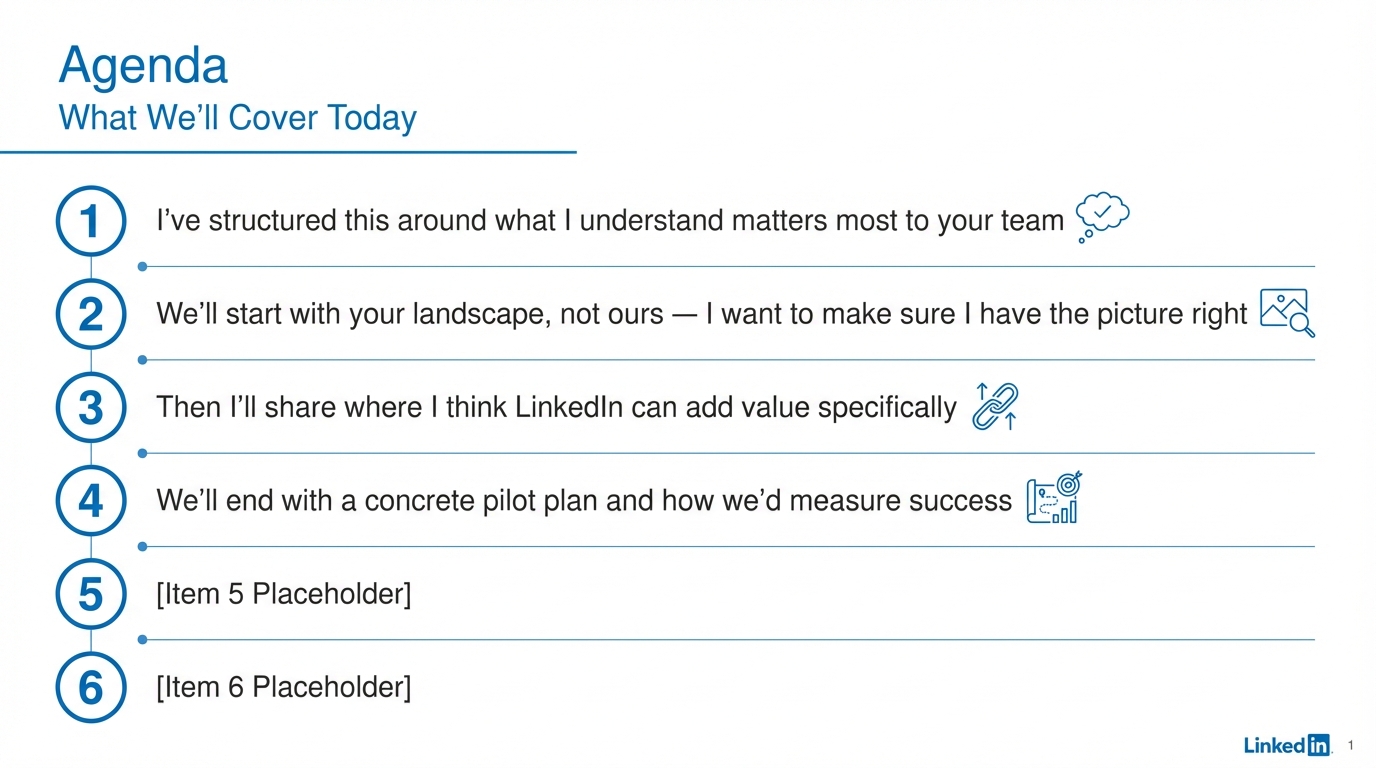 Agenda
What We’ll Cover Today
1
I’ve structured this around what I understand matters most to your team
2
We’ll start with your landscape, not ours — I want to make sure I have the picture right
3
Then I’ll share where I think LinkedIn can add value specifically
4
We’ll end with a concrete pilot plan and how we’d measure success
5
[Item 5 Placeholder]
6
[Item 6 Placeholder]
LinkedIn 1